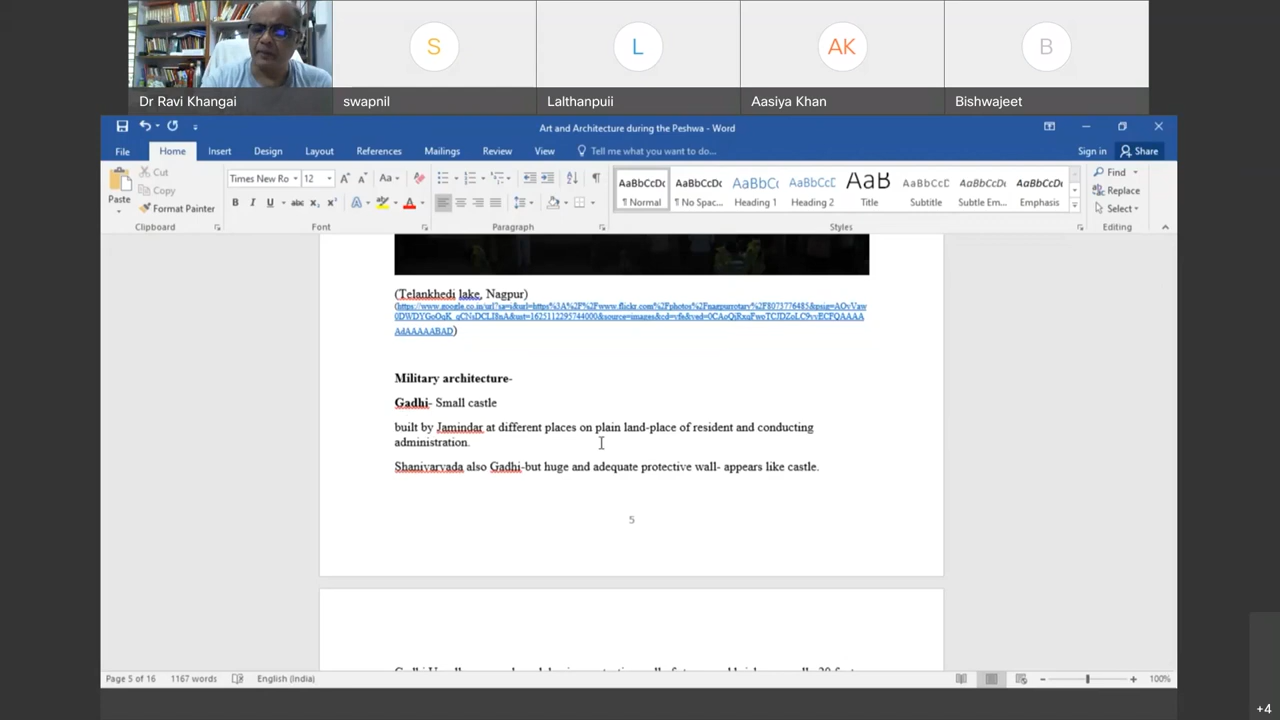 S
L
AK
B
Dr Ravi Khangai
swapnil
Lalthanpuii
Aasiya Khan
Bishwajeet
Art and Architecture during the Peshwa - Word
File
Home
Insert
Design
Layout
References
Mailings
Review
View
Tell me what you want to do...
Sign in
Share
Paste
Cut
Copy
Format Painter
Clipboard
Times New Ro
12
Font
Paragraph
AaBbCcDc
¶ Normal
AaBbCcDc
¶ No Spac...
AaBbCc
Heading 1
AaBbCcC
Heading 2
AaB
Title
AaBbCcD
Subtitle
AaBbCcDc
Subtle Em...
AaBbCcDc
Emphasis
Styles
Find
Replace
Select
Editing
(Telankhedi lake, Nagpur)
Military architecture-
Gadhi- Small castle
built by Jamindar at different places on plain land-place of resident and conducting
administration.
Shanivarvada also Gadhi-but huge and adequate protective wall- appears like castle.
5
Page 5 of 16
1167 words
English (India)
100%
+4